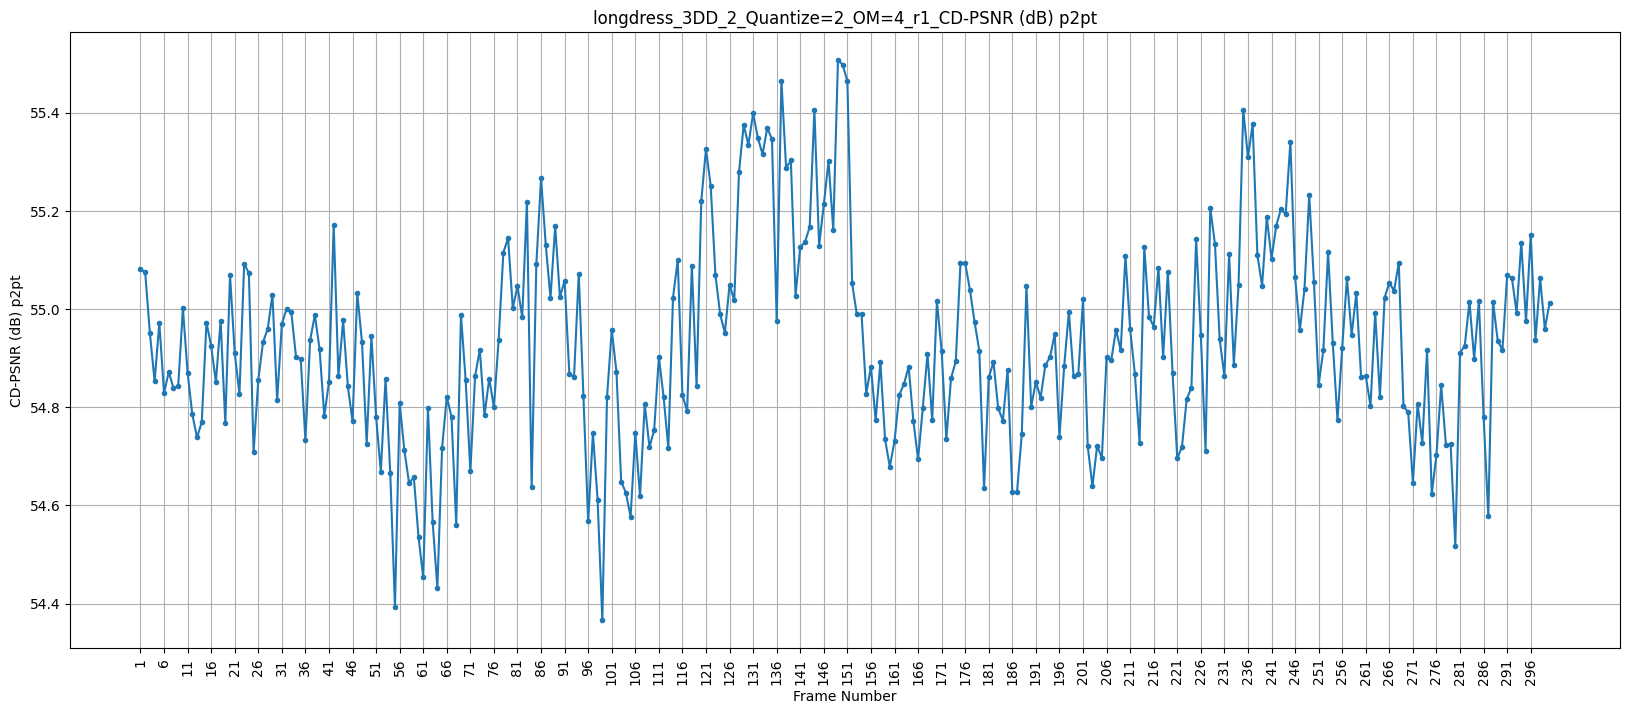 longdress_3DD_2_Quantize=2_OM=4_r1_CD-PSNR (dB) p2pt
CD-PSNR (dB) p2pt
55.4
55.2
55.0
54.8
54.6
54.4
1 6 11 16 21 26 31 36 41 46 51 56 61 66 71 76 81 86 91 96 101 106 111 116 121 126 131 136 141 146 151 156 161 166 171 176 181 186 191 196 201 206 211 216 221 226 231 236 241 246 251 256 261 266 271 276 281 286 291 296
Frame Number